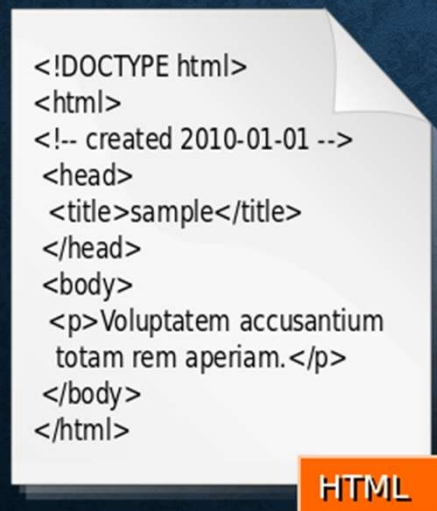 <!DOCTYPE html>
<html>
<!-- created 2010-01-01 -->
<head>
<title>sample</title>
</head>
<body>
<p>Voluptatem accusantium
totam rem aperiam.</p>
</body>
</html>
HTML